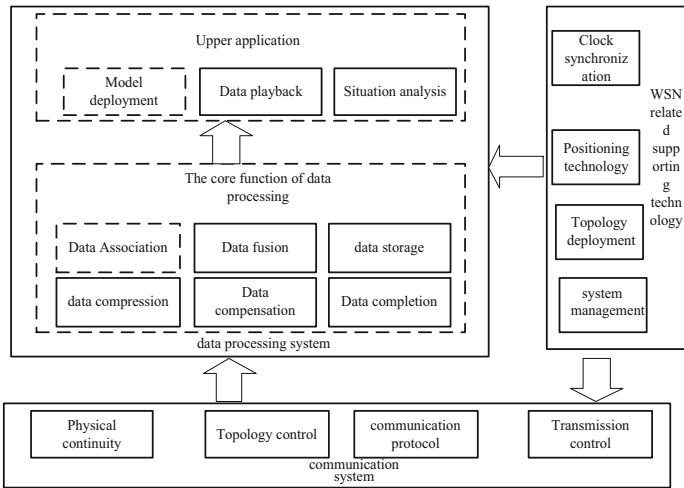 Upper application
Model
deployment
Data playback
Situation analysis
The core function of data
processing
Data Association
Data fusion
data storage
data compression
Data
compensation
Data completion
data processing system
Clock
synchroniz
ation
Positioning
technology
Topology
deployment
system
management
WSN
relate
d
supp
ortin
g
techn
ology
Physical
continuity
Topology control
communication
protocol
Transmission
control
communication
system